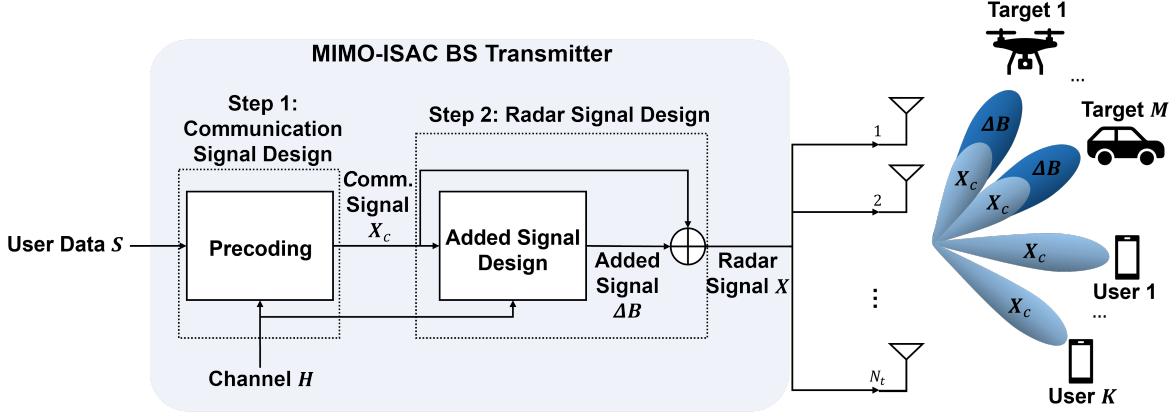 MIMO-ISAC BS Transmitter
Step 1:
Communication
Signal Design
Step 2: Radar Signal Design
User Data S
Precoding
Comm.
Signal
X_c
Added Signal
Design
Added
Signal
ΔB
Radar
Signal X
Channel H
1
2
⋮
N_t
Target 1
...
Target M
ΔB
ΔB
X_c
X_c
X_c
X_c
User 1
...
User K